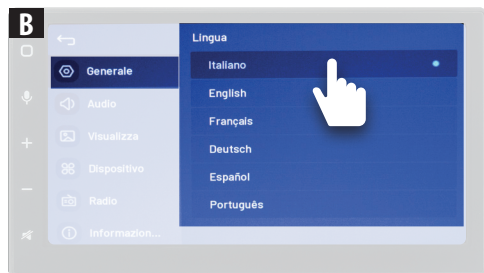 B
Lingua
Generale
Audio
Visualizza
Dispositivo
Radio
Informazion...
Italiano
English
Français
Deutsch
Español
Português